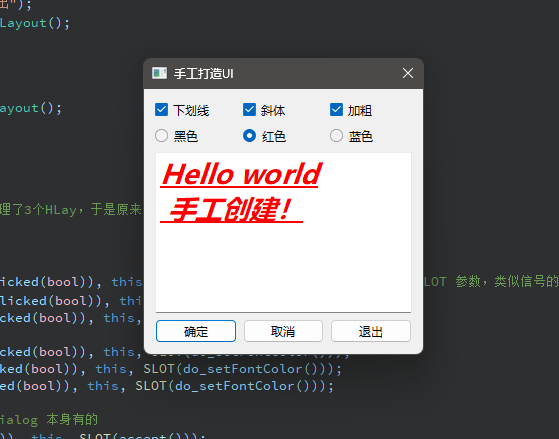 出");
Layout();
ayout();
手工打造UI
下划线 斜体 加粗
黑色 红色 蓝色
Hello world
手工创建!
确定 取消 退出
理了3个HLay，于是原来
licked(bool)), this LOT 参数，类似信号的
licked(bool)), thi
cked(bool)), this,
icked(bool)), this, SLOT(do_setFontColor()));
ked(bool)), this, SLOT(do_setFontColor()));
ed(bool)), this, SLOT(do_setFontColor()));
ialog 本身有的
)), this, SLOT(accept()));